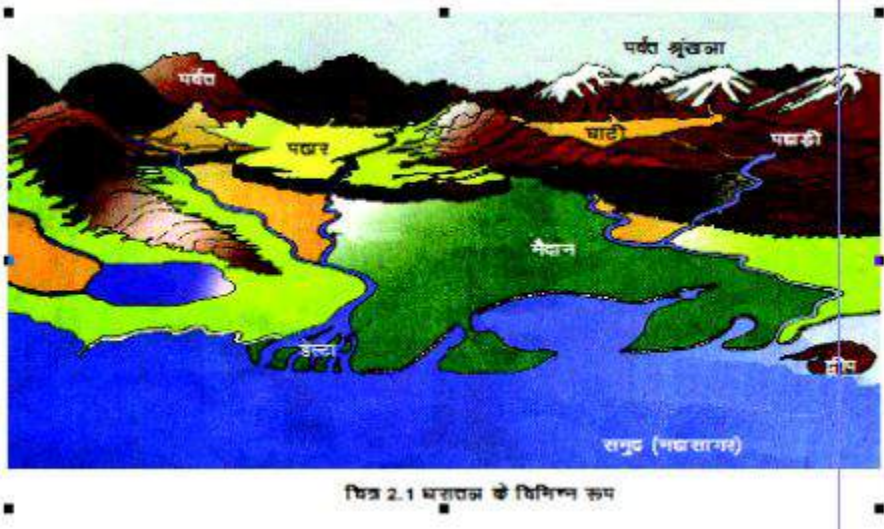 पर्वत श्रृंखला
पर्वत
पठार
घाटी
पहाड़ी
मैदान
डेल्टा
द्वीप
समुद्र (महासागर)
चित्र 2.1 धरातल के विभिन्न रूप